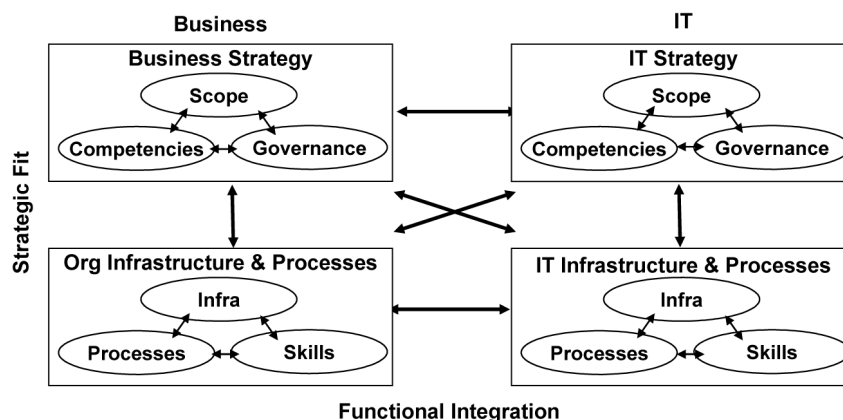 Business
IT
Business Strategy
Scope
Competencies
Governance
IT Strategy
Scope
Competencies
Governance
Strategic Fit
Org Infrastructure & Processes
Infra
Processes
Skills
IT Infrastructure & Processes
Infra
Processes
Skills
Functional Integration